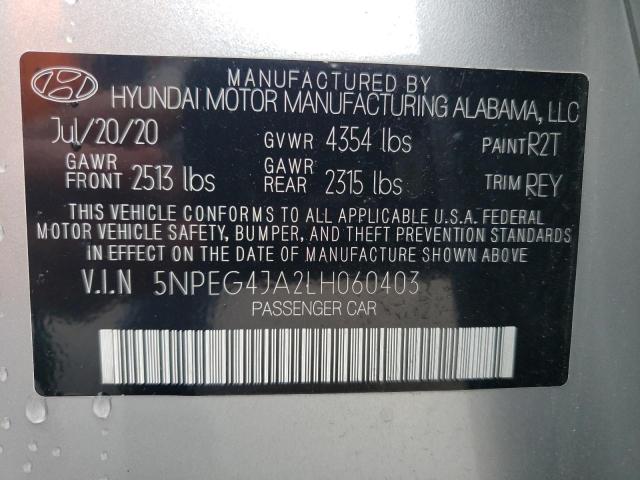 MANUFACTURED BY
HYUNDAI MOTOR MANUFACTURING ALABAMA, LLC
Jul/20/20 GVWR 4354 lbs PAINT R2T
GAWR FRONT 2513 lbs GAWR REAR 2315 lbs TRIM REY
THIS VEHICLE CONFORMS TO ALL APPLICABLE U.S.A. FEDERAL
MOTOR VEHICLE SAFETY, BUMPER, AND THEFT PREVENTION STANDARDS
IN EFFECT ON THE DATE OF MANUFACTURE SHOWN ABOVE.
V.I.N 5NPEG4JA2LH060403
PASSENGER CAR